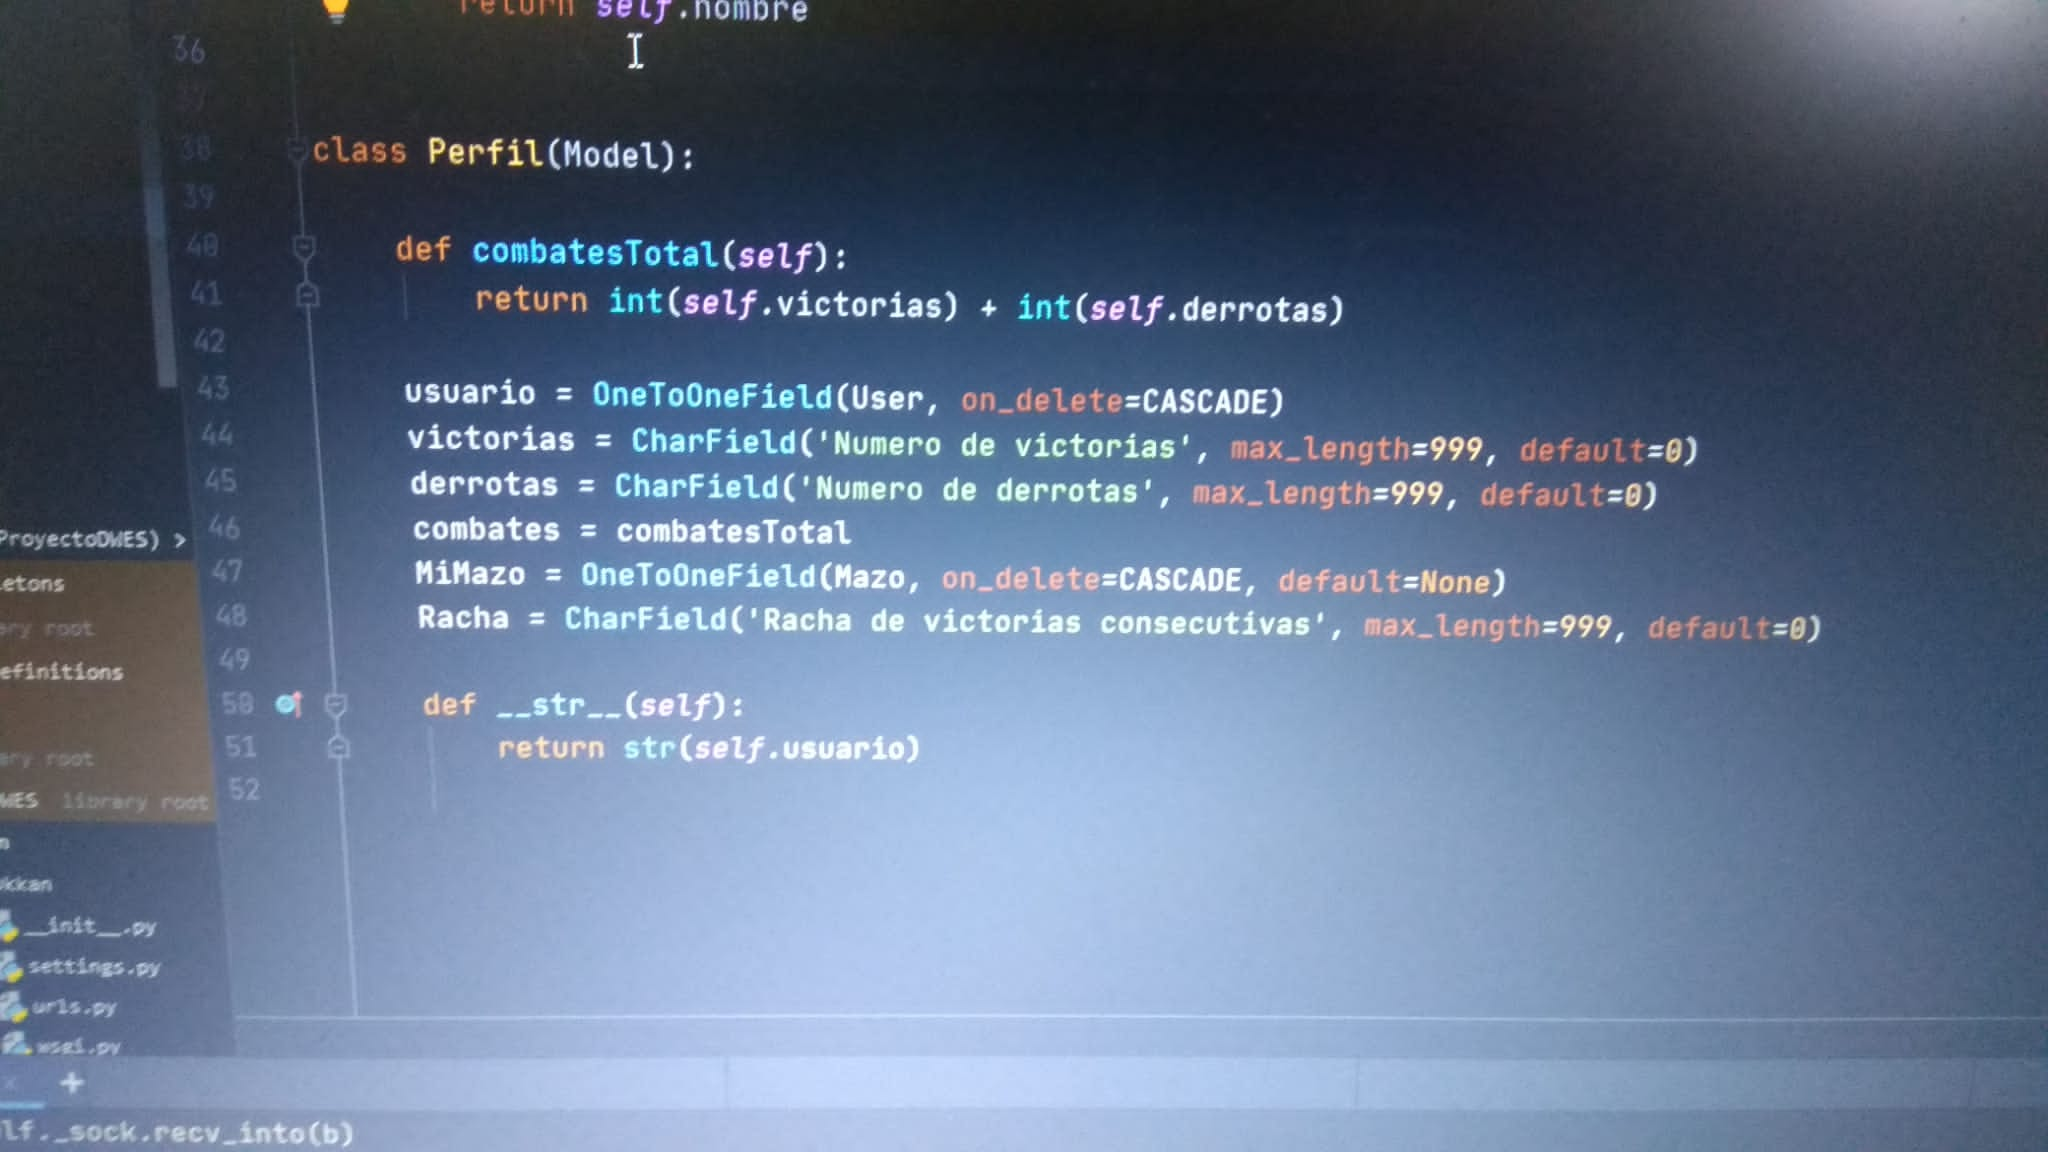 return self.nombre
36
37
38 class Perfil(Model):
39
40 def combatesTotal(self):
41 return int(self.victorias) + int(self.derrotas)
42
43 usuario = OneToOneField(User, on_delete=CASCADE)
44 victorias = CharField('Numero de victorias', max_length=999, default=0)
45 derrotas = CharField('Numero de derrotas', max_length=999, default=0)
46 combates = combatesTotal
47 MiMazo = OneToOneField(Mazo, on_delete=CASCADE, default=None)
48 Racha = CharField('Racha de victorias consecutivas', max_length=999, default=0)
49
50 def __str__(self):
51 return str(self.usuario)
52
ProyectoDWES) >
etons
ary root
efinitions
ary root
WES library root
n
kkan
__init__.py
settings.py
urls.py
wsgi.py
× +
lf._sock.recv_into(b)